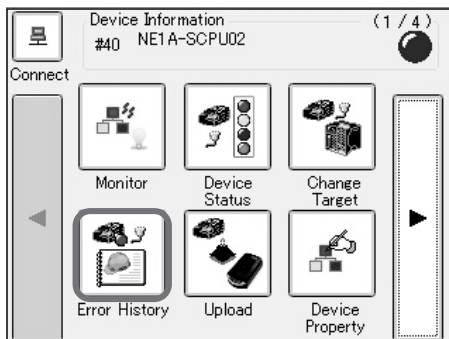 Device Information
(1/4)
#40 NE1A-SCPU02
Connect
Monitor
Device
Status
Change
Target
Error History
Upload
Device
Property